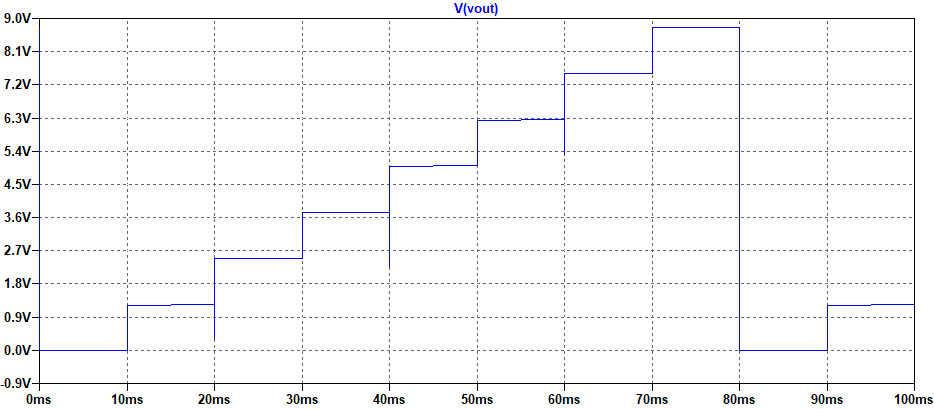 V(vout)
9.0V
8.1V
7.2V
6.3V
5.4V
4.5V
3.6V
2.7V
1.8V
0.9V
0.0V
-0.9V
0ms 10ms 20ms 30ms 40ms 50ms 60ms 70ms 80ms 90ms 100ms